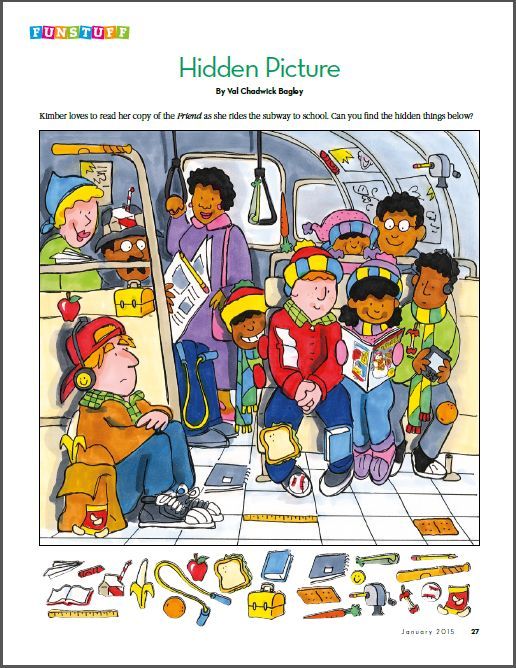 FUNSTUFF
Hidden Picture
By Val Chadwick Bagley
Kimber loves to read her copy of the Friend as she rides the subway to school. Can you find the hidden things below?
January 2015 27